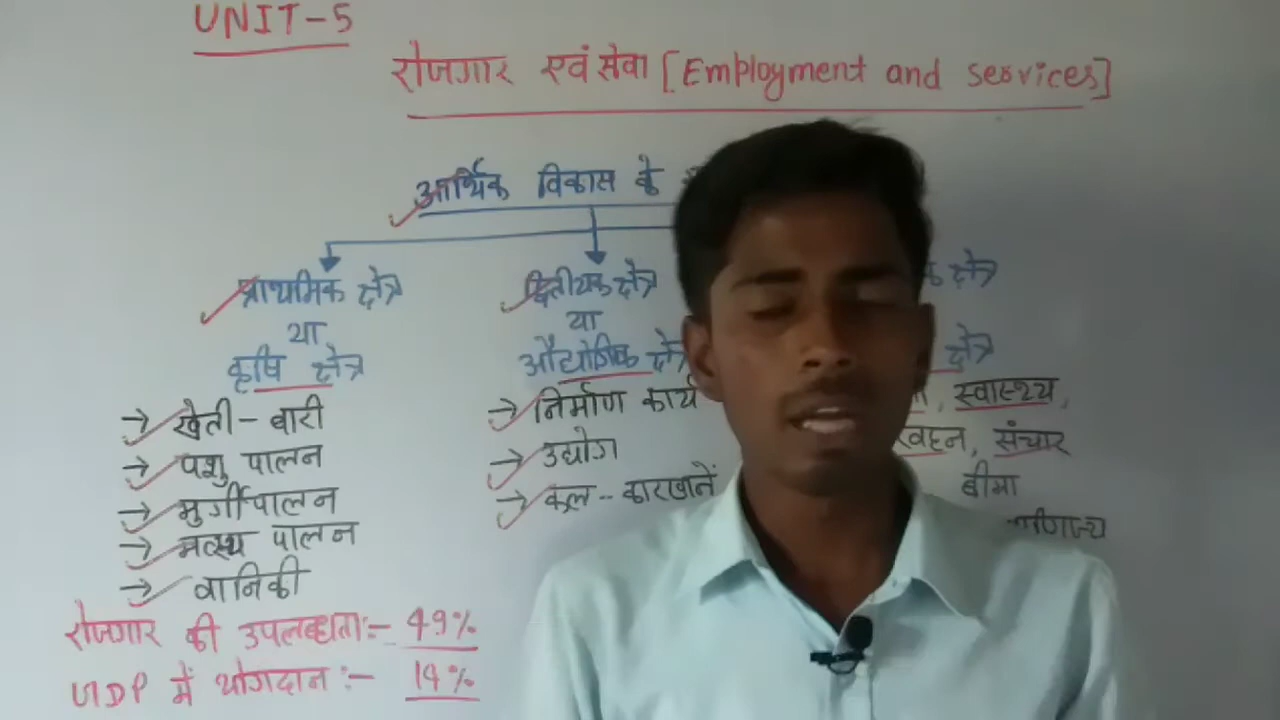 UNIT-5
रोजगार एवं सेवा [Employment and services]
आर्थिक विकास के
प्राथमिक क्षेत्र
या
कृषि क्षेत्र
→ खेती-बारी
→ पशु पालन
→ मुर्गीपालन
→ मत्स्य पालन
→ वानिकी
रोजगार की उपलब्धता:- 49%
GDP में योगदान:- 14%
द्वितीयक क्षेत्र
या
औद्योगिक क्षेत्र
→ निर्माण कार्य
→ उद्योग
→ कल-कारखानें
क्षेत्र
क्षेत्र
, स्वास्थ्य,
, संचार
बीमा